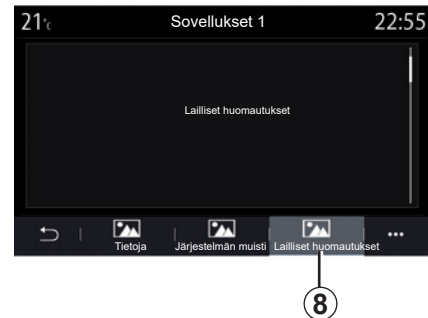 21°C Sovellukset 1 22:55
Lailliset huomautukset
Tietoja Järjestelmän muisti Lailliset huomautukset ...
8